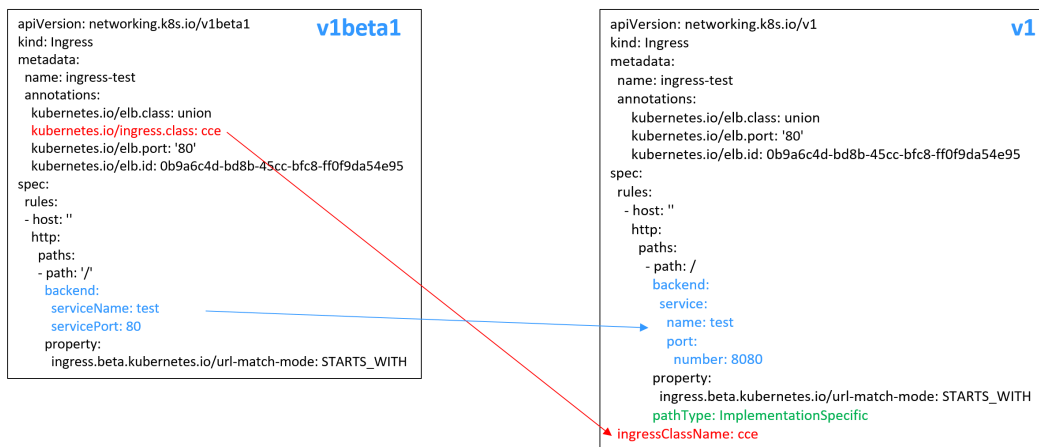 v1beta1
apiVersion: networking.k8s.io/v1beta1
kind: Ingress
metadata:
name: ingress-test
annotations:
kubernetes.io/elb.class: union
kubernetes.io/ingress.class: cce
kubernetes.io/elb.port: '80'
kubernetes.io/elb.id: 0b9a6c4d-bd8b-45cc-bfc8-ff0f9da54e95
spec:
rules:
- host: ''
http:
paths:
- path: '/'
backend:
serviceName: test
servicePort: 80
property:
ingress.beta.kubernetes.io/url-match-mode: STARTS_WITH
v1
apiVersion: networking.k8s.io/v1
kind: Ingress
metadata:
name: ingress-test
annotations:
kubernetes.io/elb.class: union
kubernetes.io/elb.port: '80'
kubernetes.io/elb.id: 0b9a6c4d-bd8b-45cc-bfc8-ff0f9da54e95
spec:
rules:
- host: ''
http:
paths:
- path: /
backend:
service:
name: test
port:
number: 8080
property:
ingress.beta.kubernetes.io/url-match-mode: STARTS_WITH
pathType: ImplementationSpecific
ingressClassName: cce